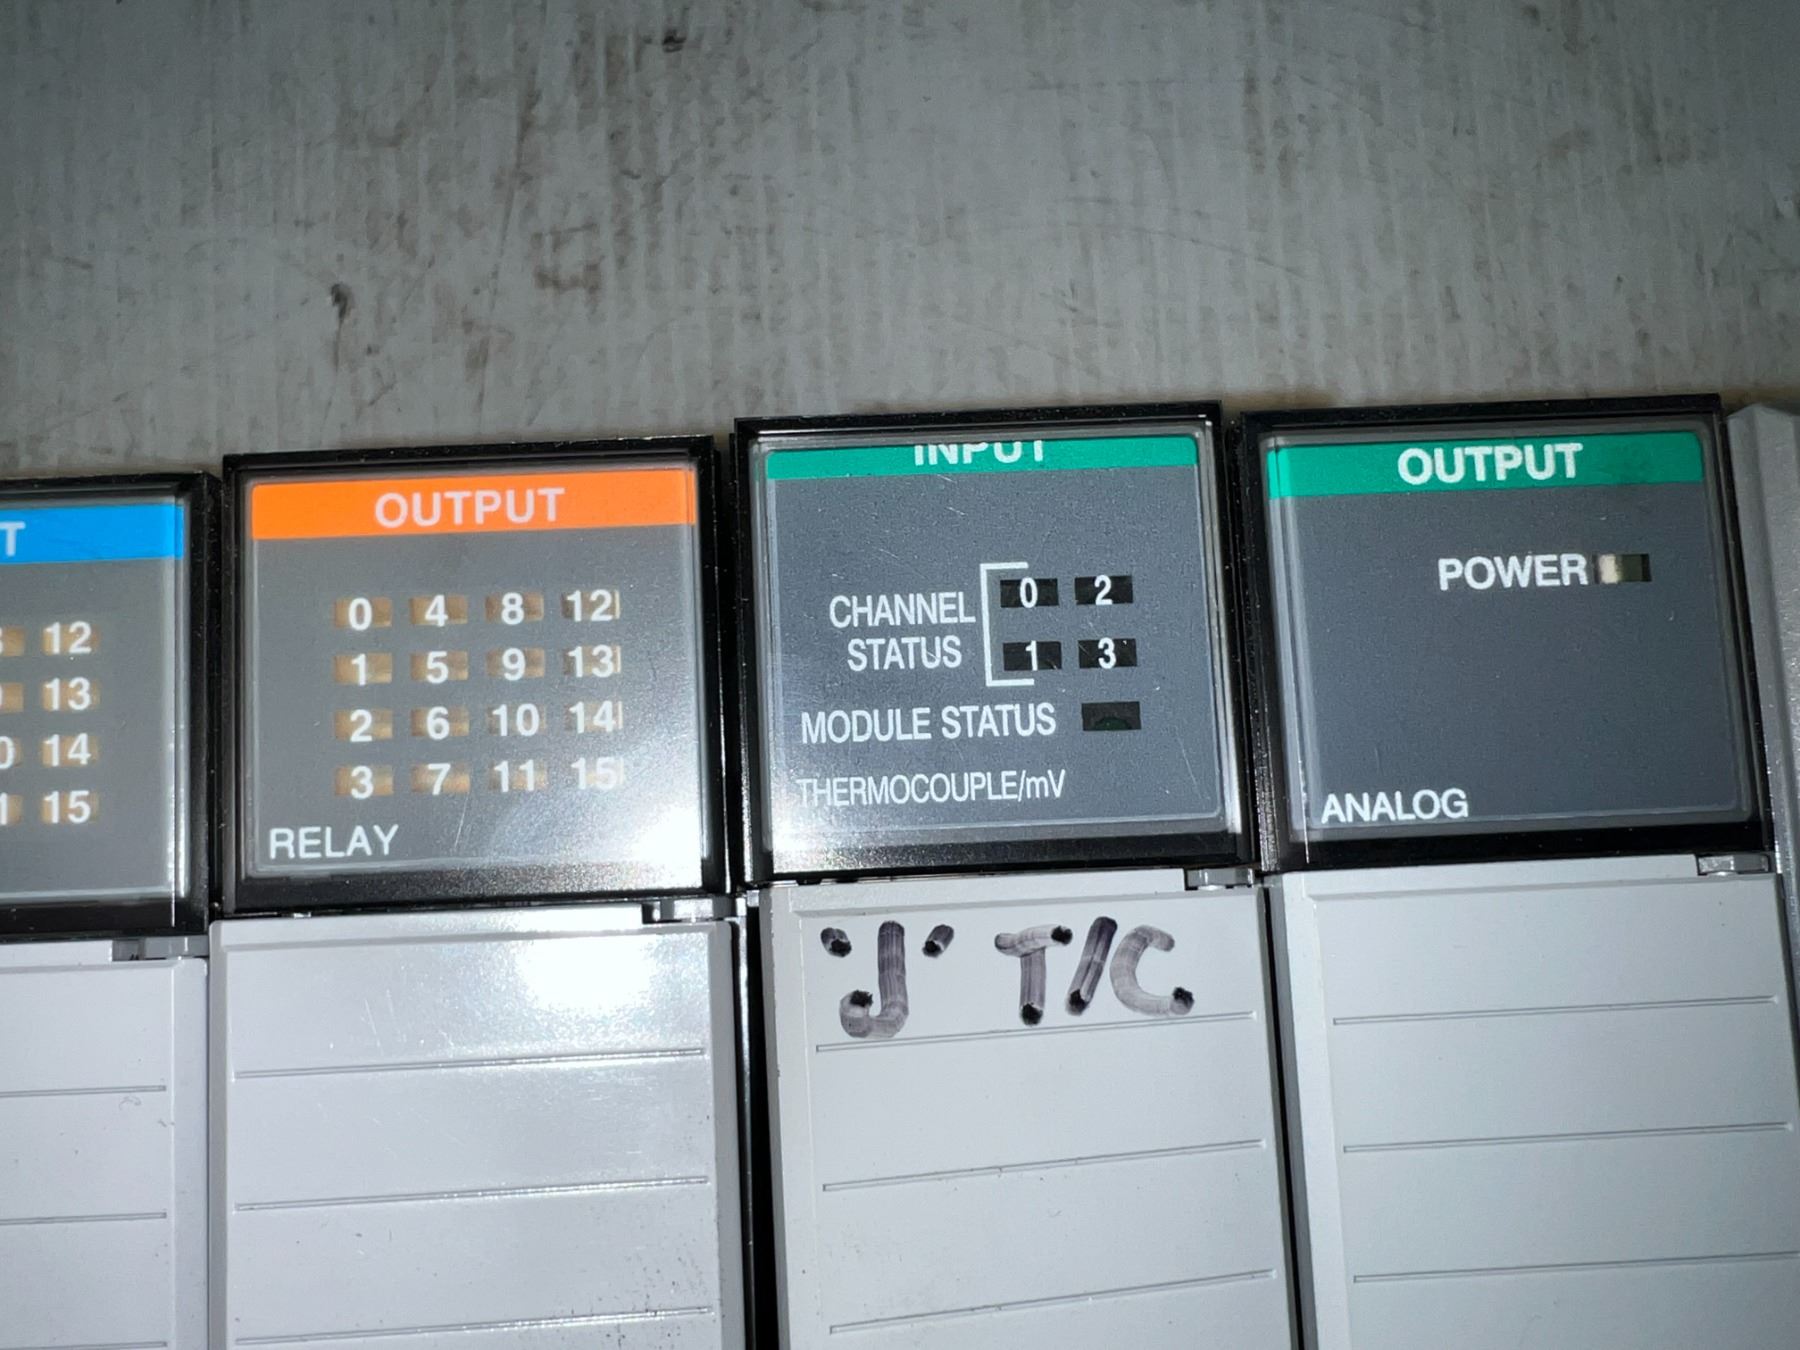 T
12
13
14
15
OUTPUT
0 4 8 12
1 5 9 13
2 6 10 14
3 7 11 15
RELAY
INPUT
CHANNEL STATUS
0 2
1 3
MODULE STATUS
THERMOCOUPLE/mV
'J' T/C
OUTPUT
POWER
ANALOG